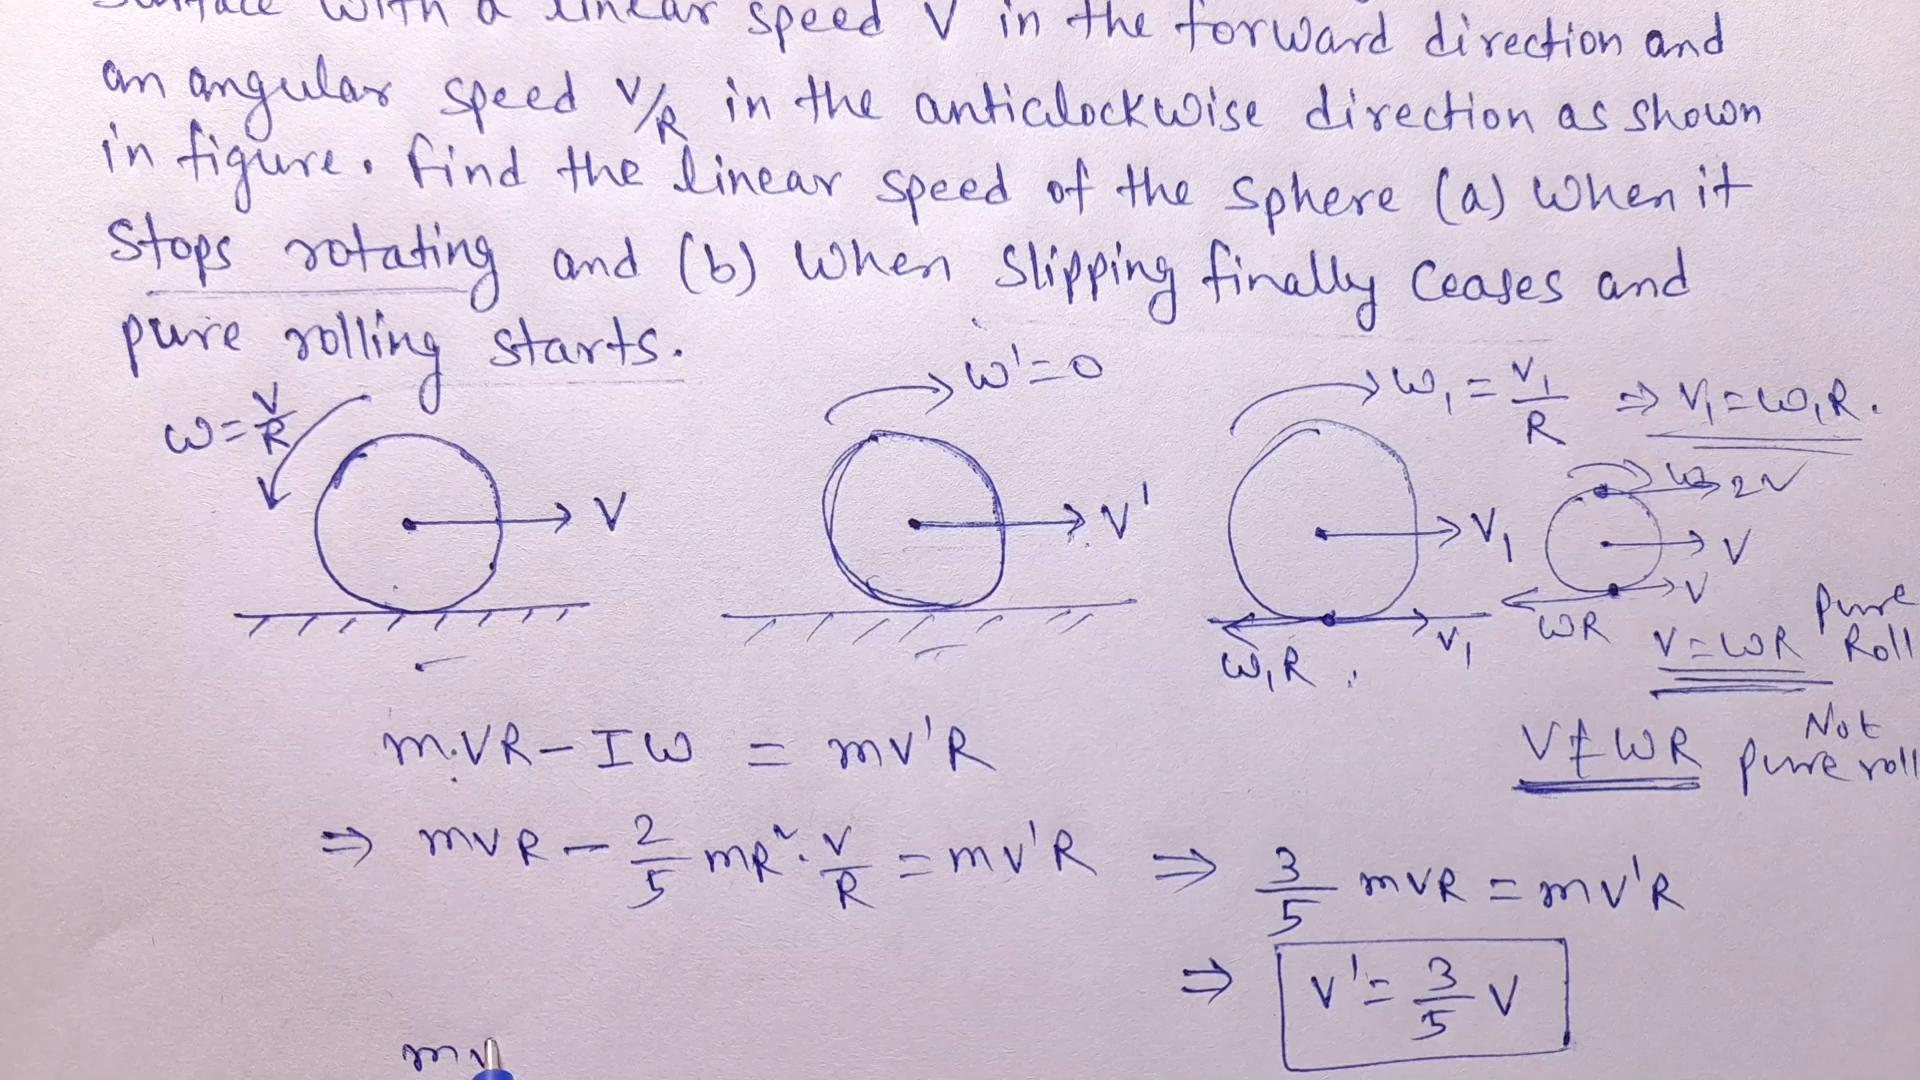 surface with a linear speed V in the forward direction and
an angular speed V/R in the anticlockwise direction as shown
in figure. Find the linear speed of the sphere (a) When it
Stops rotating and (b) When Slipping finally Ceases and
pure rolling starts.
ω=V/R
V
ω'=0
V'
ω₁=V₁/R ⇒ V₁=ω₁R.
V₁
ω₁R
V₁
ω
2V
V
V
ωR
V=ωR Pure Roll
V≠ωR Not pure roll
m.VR-Iω = mv'R
⇒ mVR-2/5 mR².V/R=mv'R ⇒ 3/5 mVR=mv'R
⇒ V'=3/5 V
mv